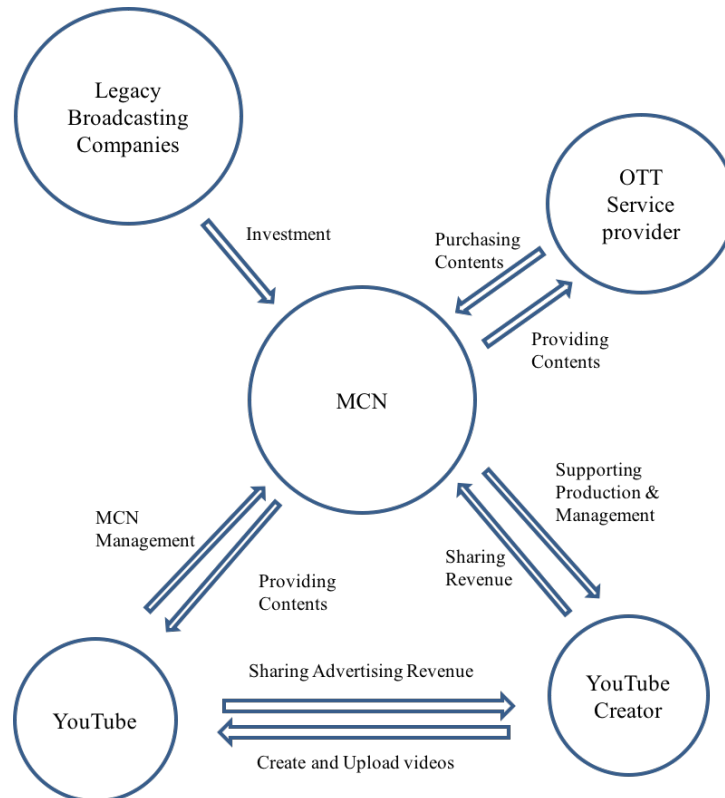 Legacy
Broadcasting
Companies
OTT
Service
provider
Investment
Purchasing
Contents
Providing
Contents
MCN
Supporting
Production &
Management
MCN
Management
Sharing
Revenue
Providing
Contents
Sharing Advertising Revenue
YouTube
YouTube
Creator
Create and Upload videos